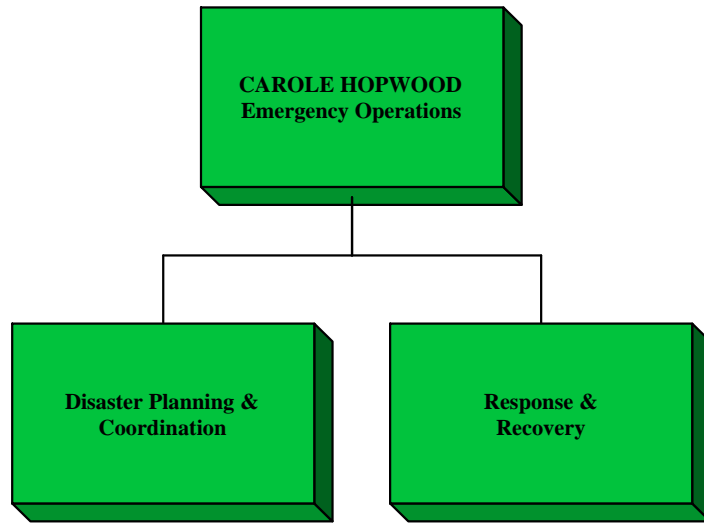 CAROLE HOPWOOD
Emergency Operations
Disaster Planning &
Coordination
Response &
Recovery